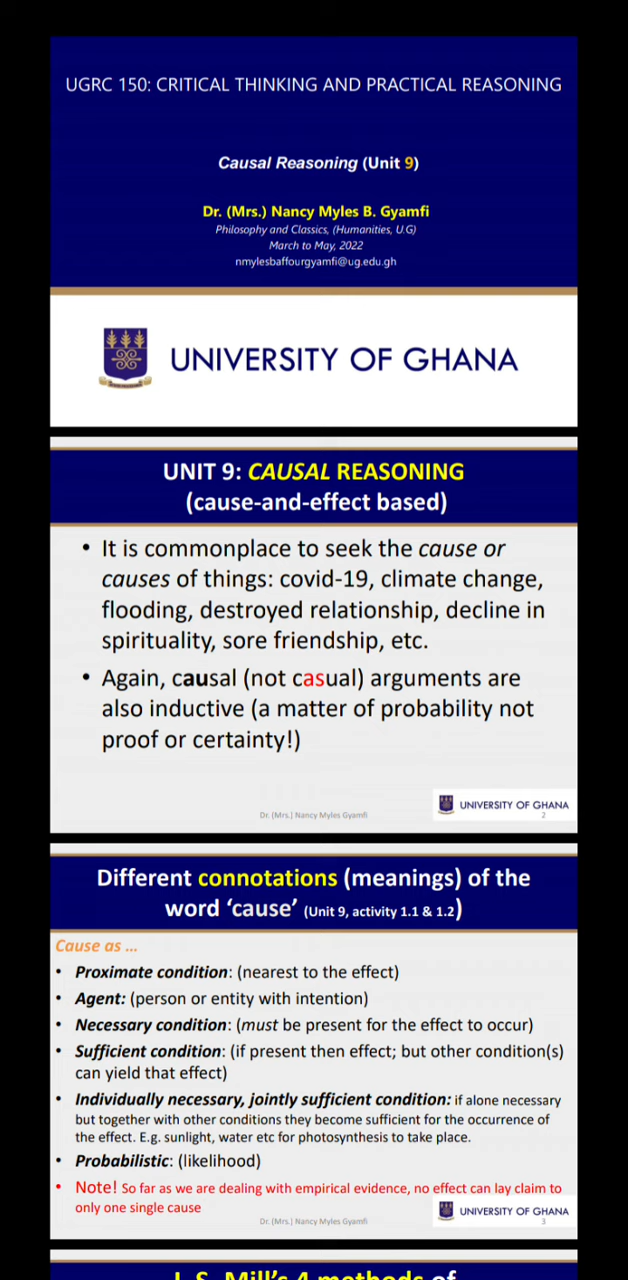 UGRC 150: CRITICAL THINKING AND PRACTICAL REASONING
Causal Reasoning (Unit 9)
Dr. (Mrs.) Nancy Myles B. Gyamfi
Philosophy and Classics, (Humanities, U.G)
March to May, 2022
nmylesbaffourgyamfi@ug.edu.gh
UNIVERSITY OF GHANA
UNIT 9: CAUSAL REASONING
(cause-and-effect based)
• It is commonplace to seek the cause or
causes of things: covid-19, climate change,
flooding, destroyed relationship, decline in
spirituality, sore friendship, etc.
• Again, causal (not casual) arguments are
also inductive (a matter of probability not
proof or certainty!)
Dr. (Mrs.) Nancy Myles Gyamfi
UNIVERSITY OF GHANA
2
Different connotations (meanings) of the
word ‘cause’ (Unit 9, activity 1.1 & 1.2)
Cause as …
• Proximate condition: (nearest to the effect)
• Agent: (person or entity with intention)
• Necessary condition: (must be present for the effect to occur)
• Sufficient condition: (if present then effect; but other condition(s)
can yield that effect)
• Individually necessary, jointly sufficient condition: if alone necessary
but together with other conditions they become sufficient for the occurrence of
the effect. E.g. sunlight, water etc for photosynthesis to take place.
• Probabilistic: (likelihood)
• Note! So far as we are dealing with empirical evidence, no effect can lay claim to
only one single cause
Dr. (Mrs.) Nancy Myles Gyamfi
UNIVERSITY OF GHANA
3
J. S. Mill’s 4 methods of